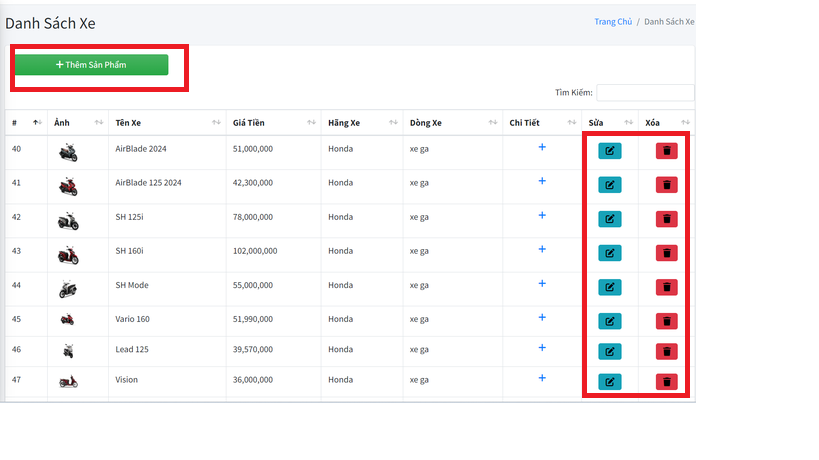 Danh Sách Xe
Trang Chủ / Danh Sách Xe
+ Thêm Sản Phẩm
Tìm Kiếm:
# Ảnh Tên Xe Giá Tiền Hãng Xe Dòng Xe Chi Tiết Sửa Xóa
40 AirBlade 2024 51,000,000 Honda xe ga +
41 AirBlade 125 2024 42,300,000 Honda xe ga +
42 SH 125i 78,000,000 Honda xe ga +
43 SH 160i 102,000,000 Honda xe ga +
44 SH Mode 55,000,000 Honda xe ga +
45 Vario 160 51,990,000 Honda xe ga +
46 Lead 125 39,570,000 Honda xe ga +
47 Vision 36,000,000 Honda xe ga +